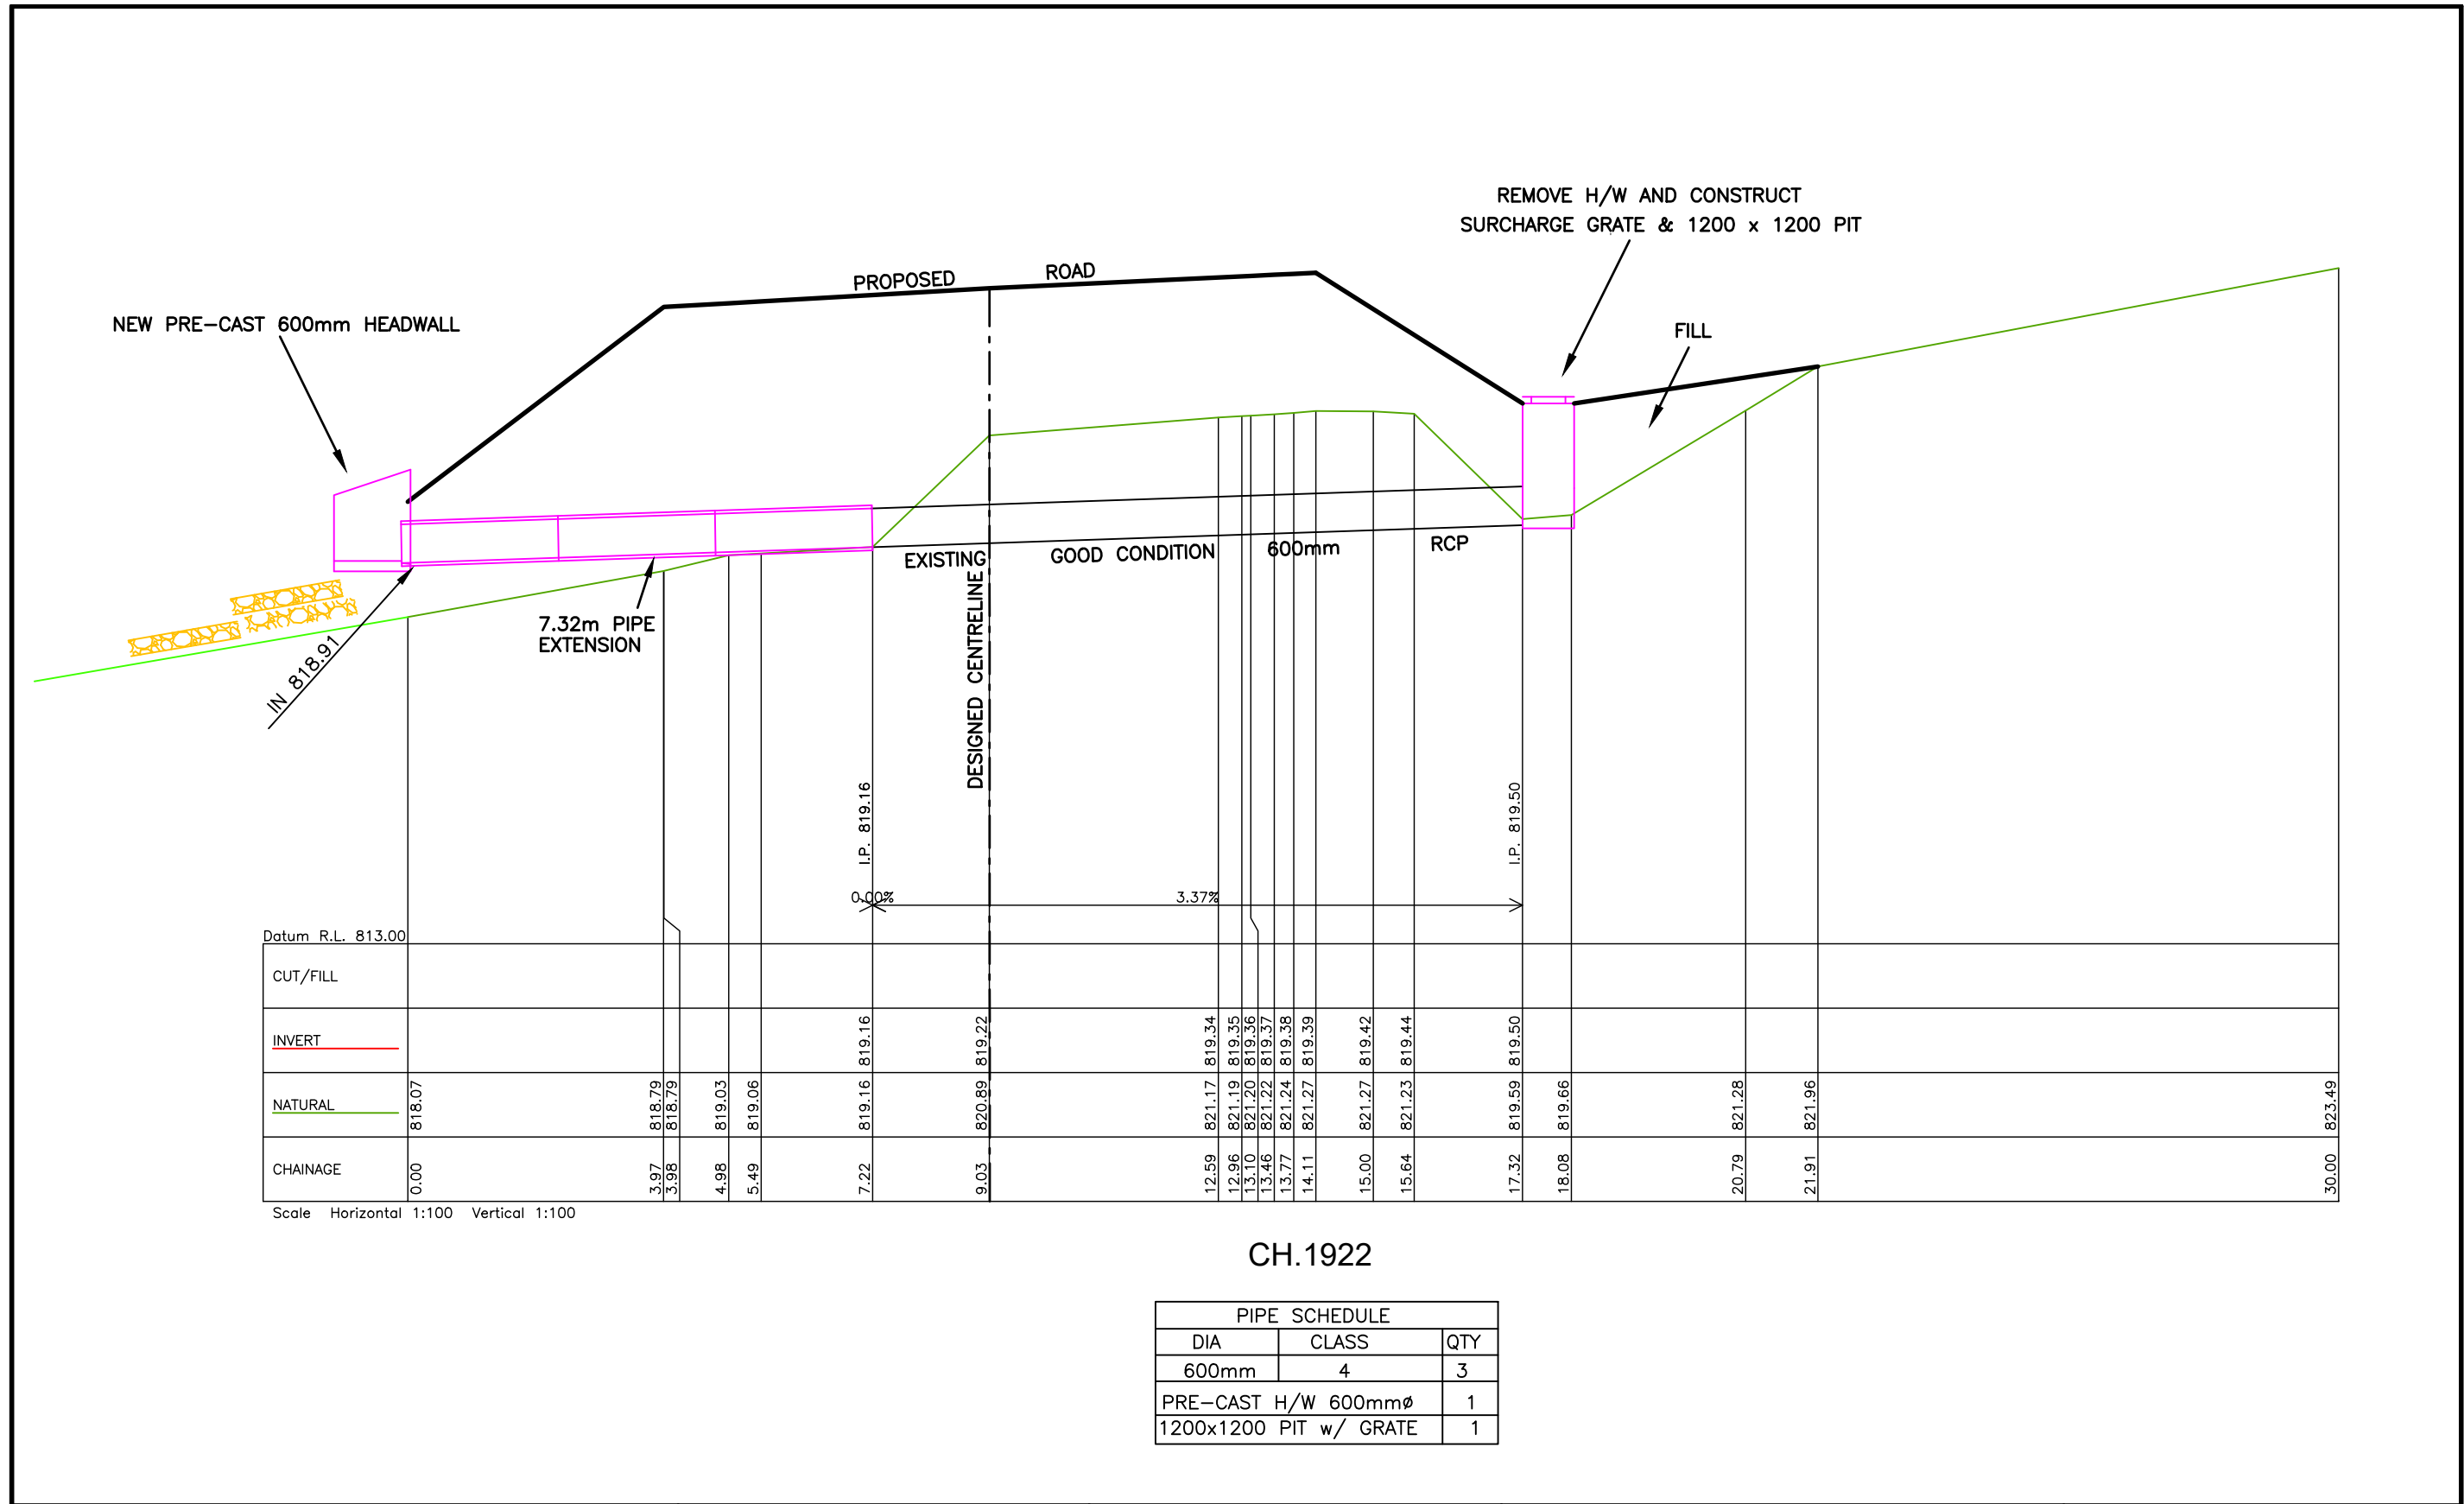 REMOVE H/W AND CONSTRUCT
SURCHARGE GRATE & 1200 x 1200 PIT
PROPOSED ROAD
NEW PRE-CAST 600mm HEADWALL
FILL
EXISTING GOOD CONDITION 600mm RCP
7.32m PIPE
EXTENSION
IN 818.91
DESIGNED CENTRELINE
I.P. 819.16
I.P. 819.50
0.00% 3.37%
Datum R.L. 813.00
CUT/FILL
INVERT 819.16 819.22 819.34 819.35 819.36 819.37 819.38 819.39 819.42 819.44 819.50
NATURAL 818.07 818.79 818.79 819.03 819.06 819.16 820.89 821.17 821.19 821.20 821.22 821.24 821.27 821.27 821.23 819.59 819.66 821.28 821.96 823.49
CHAINAGE 0.00 3.97 3.98 4.98 5.49 7.22 9.03 12.59 12.96 13.10 13.46 13.77 14.11 15.00 15.64 17.32 18.08 20.79 21.91 30.00
Scale Horizontal 1:100 Vertical 1:100
CH.1922
PIPE SCHEDULE
DIA CLASS QTY
600mm 4 3
PRE-CAST H/W 600mmø 1
1200x1200 PIT w/ GRATE 1